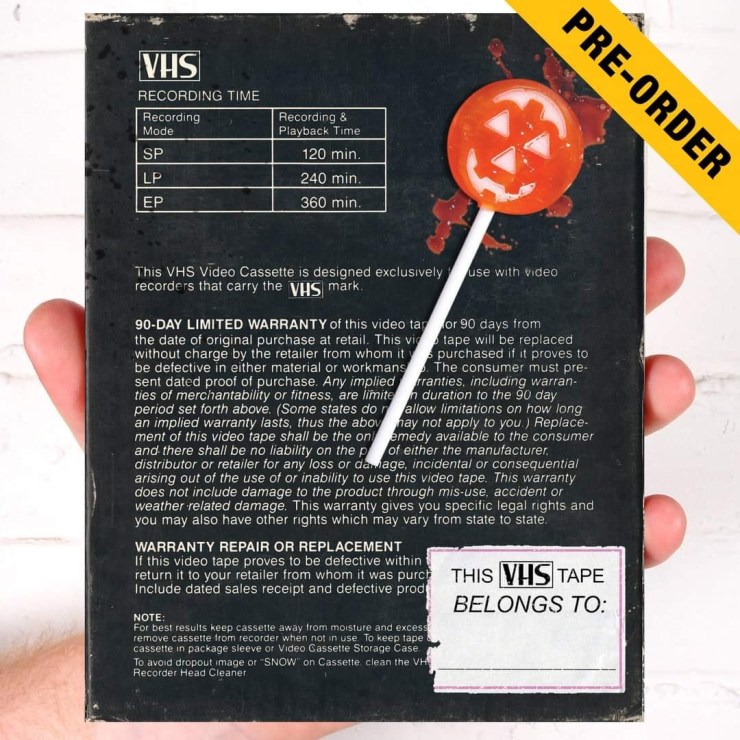 PRE-ORDER
VHS
RECORDING TIME
Recording Mode
Recording & Playback Time
SP 120 min.
LP 240 min.
EP 360 min.
This VHS Video Cassette is designed exclusively use with video
recorders that carry the VHS mark.
90-DAY LIMITED WARRANTY of this video for 90 days from
the date of original purchase at retail. This tape will be replaced
without charge by the retailer from whom it purchased if it proves to
be defective in either material or The consumer must pre-
sent dated proof of purchase. Any implied including warran-
ties of merchantability or fitness, are duration to the 90 day
period set forth above. (Some states do allow limitations on how long
an implied warranty lasts, thus the may not apply to you.) Replace-
ment of this video tape shall be the available to the consumer
and there shall be no liability on the of either the manufacturer,
distributor or retailer for any loss or damage, incidental or consequential
arising out of the use of or inability to use this video tape. This warranty
does not include damage to the product through mis-use, accident or
weather related damage. This warranty gives you specific legal rights and
you may also have other rights which may vary from state to state.
WARRANTY REPAIR OR REPLACEMENT
If this video tape proves to be defective within
return it to your retailer from whom it was
Include dated sales receipt and defective
NOTE:
For best results keep cassette away from moisture and
remove cassette from recorder when not in use. To keep tape
cassette in package sleeve or Video Cassette Storage Case.
To avoid dropout image or "SNOW" on Cassette. clean the
Recorder Head Cleaner
THIS VHS TAPE
BELONGS TO: